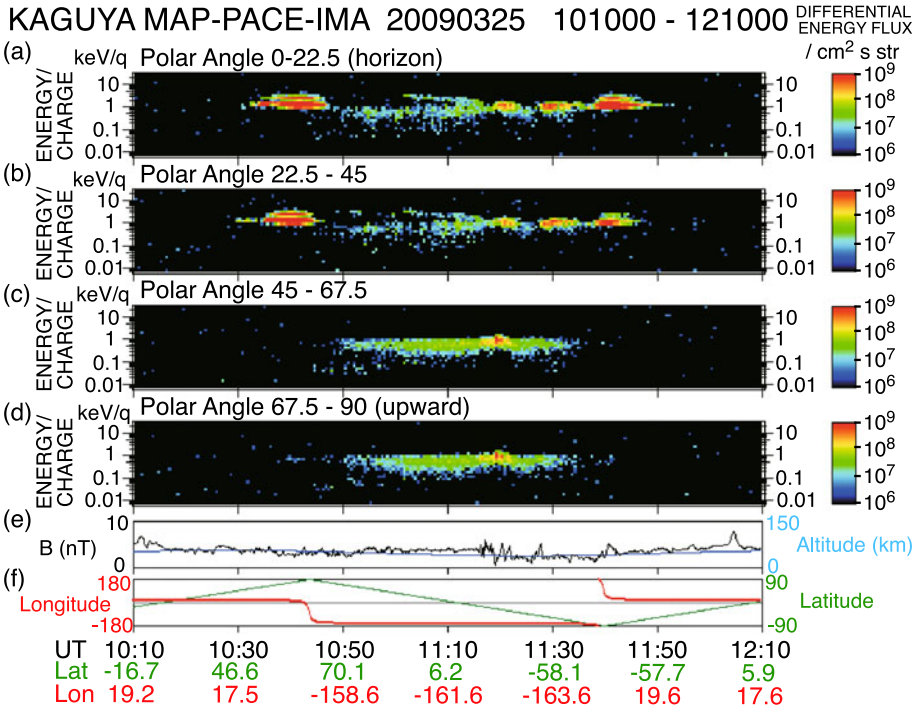 KAGUYA MAP-PACE-IMA 20090325 101000 - 121000
DIFFERENTIAL
ENERGY FLUX
/ cm² s str
(a) keV/q Polar Angle 0-22.5 (horizon)
ENERGY/
CHARGE
10 10 10⁹
1 1 10⁸
0.1 0.1 10⁷
0.01 0.01 10⁶
(b) keV/q Polar Angle 22.5 - 45
ENERGY/
CHARGE
10 10 10⁹
1 1 10⁸
0.1 0.1 10⁷
0.01 0.01 10⁶
(c) keV/q Polar Angle 45 - 67.5
ENERGY/
CHARGE
10 10 10⁹
1 1 10⁸
0.1 0.1 10⁷
0.01 0.01 10⁶
(d) keV/q Polar Angle 67.5 - 90 (upward)
ENERGY/
CHARGE
10 10 10⁹
1 1 10⁸
0.1 0.1 10⁷
0.01 0.01 10⁶
(e) 10 150
B (nT) Altitude (km)
0 0
(f) 180 90
Longitude Latitude
-180 -90
UT 10:10 10:30 10:50 11:10 11:30 11:50 12:10
Lat -16.7 46.6 70.1 6.2 -58.1 -57.7 5.9
Lon 19.2 17.5 -158.6 -161.6 -163.6 19.6 17.6